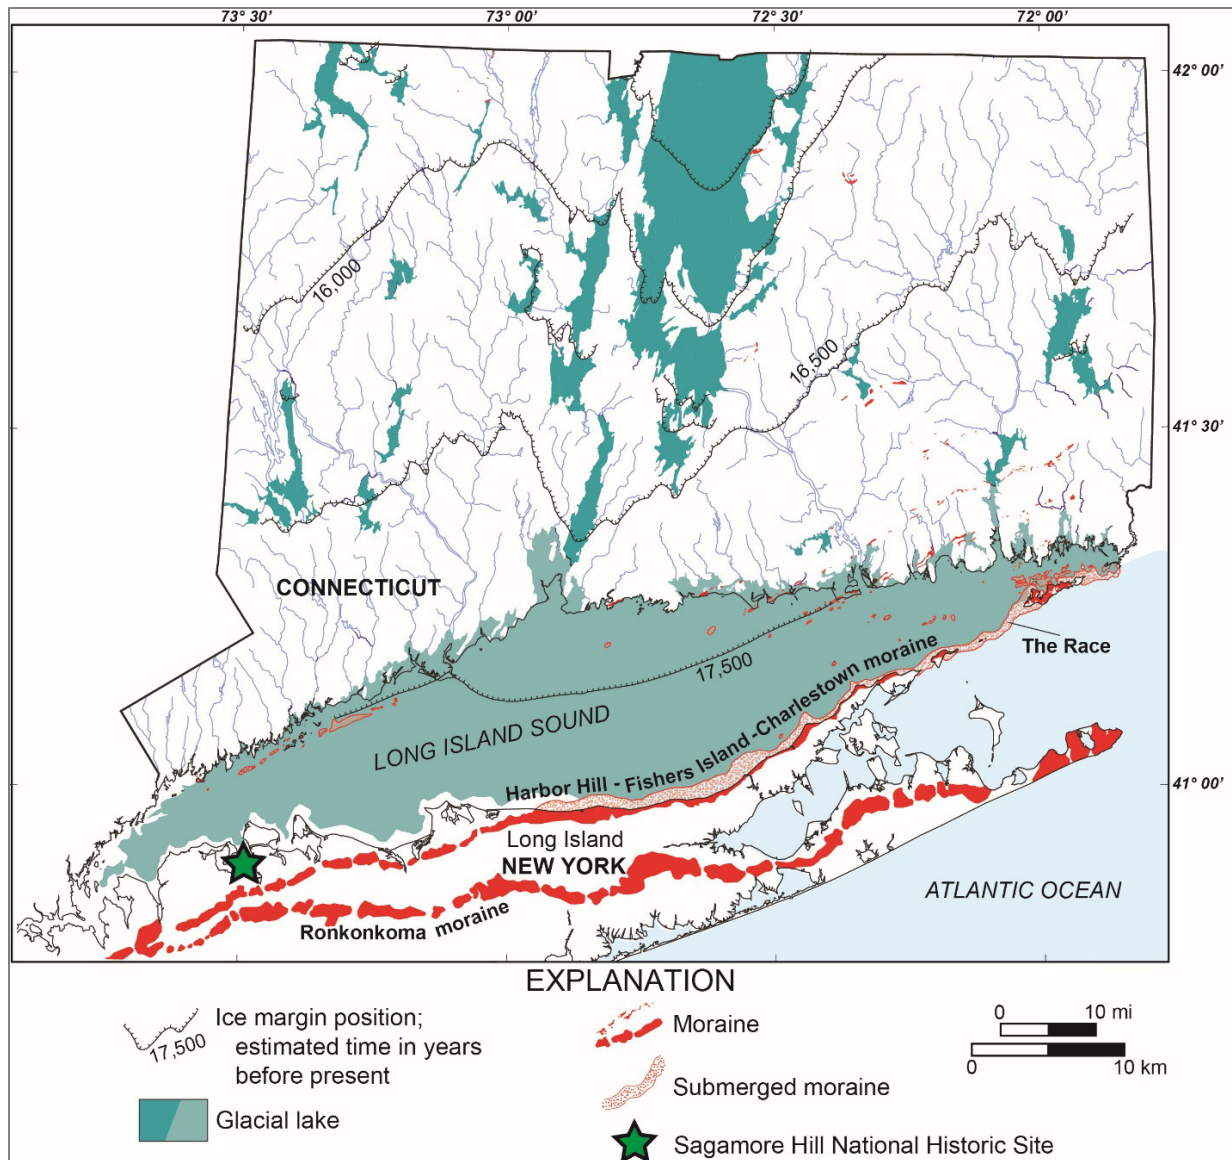 73° 30’
73° 00’
72° 30’
72° 00’
42° 00’
16,000
16,500
41° 30’
CONNECTICUT
The Race
17,500
LONG ISLAND SOUND
Harbor Hill - Fishers Island -Charlestown moraine
41° 00’
Long Island
NEW YORK
ATLANTIC OCEAN
Ronkonkoma moraine
EXPLANATION
Ice margin position;
estimated time in years
before present
17,500
Glacial lake
Moraine
Submerged moraine
Sagamore Hill National Historic Site
0 10 mi
0 10 km